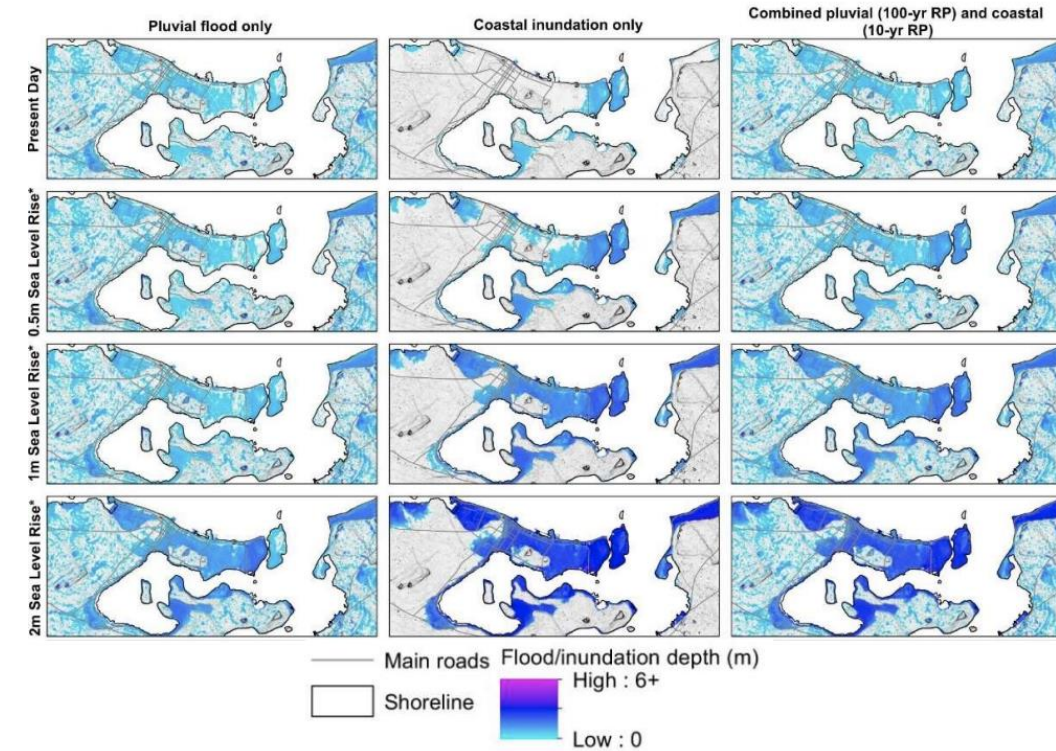 Pluvial flood only
Coastal inundation only
Combined pluvial (100-yr RP) and coastal
(10-yr RP)
Present Day
0.5m Sea Level Rise*
1m Sea Level Rise*
2m Sea Level Rise*
Main roads
Shoreline
Flood/inundation depth (m)
High : 6+
Low : 0